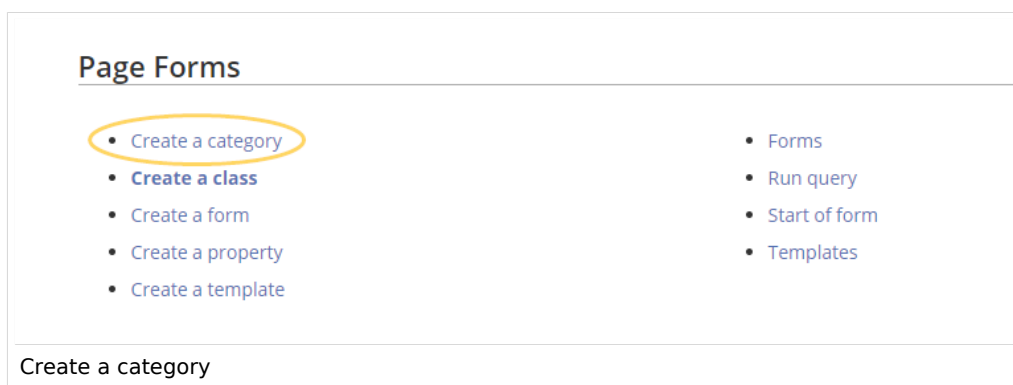 Page Forms
Create a category
Create a class
Create a form
Create a property
Create a template
Forms
Run query
Start of form
Templates
Create a category